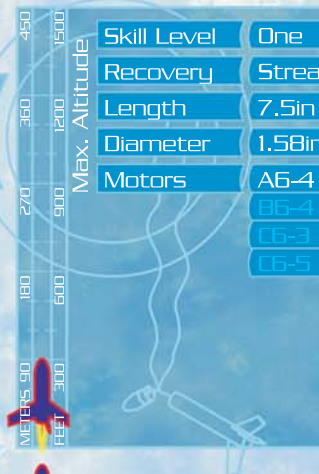 Skill Level One
Recovery
Length 7.5in
Diameter 1.58in
Motors A6-4
B6-4
C6-3
C6-5
Max. Altitude
METERS 90 180 270 360 450
FEET 300 600 900 1200 1500